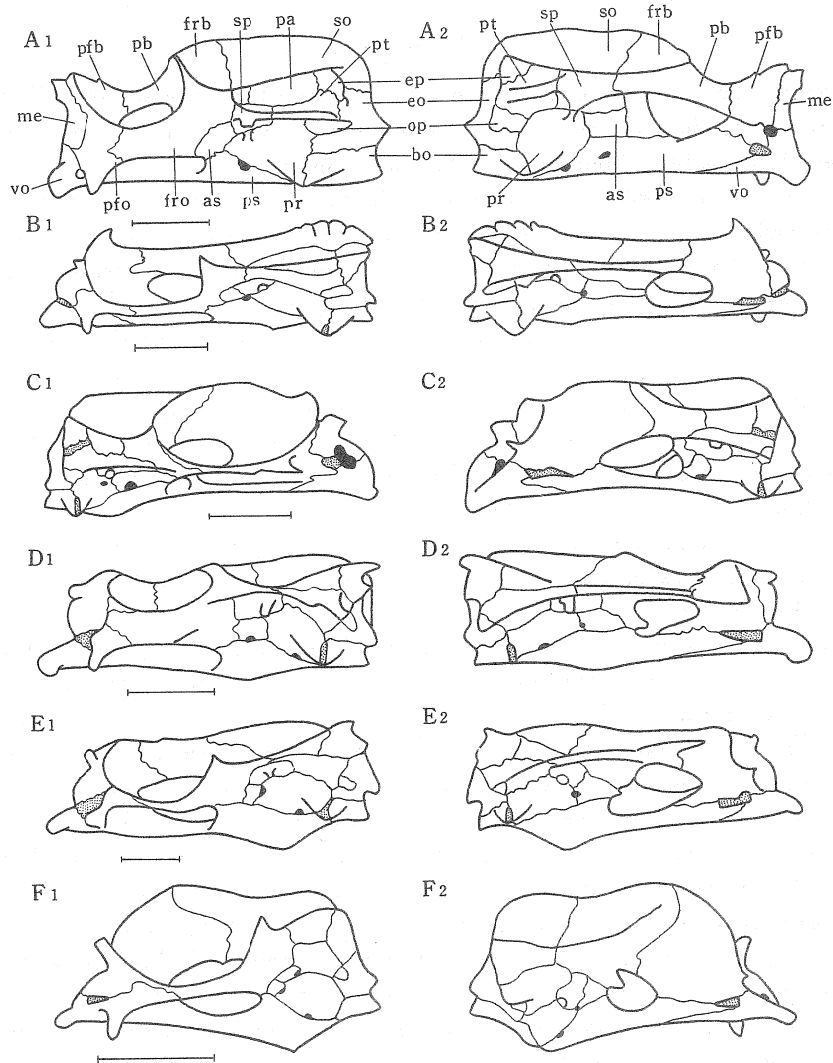 A1
frb sp pa so
pfb pb pt
me
vo
pfo fro as ps pr
ep
eo
op
bo
A2
so frb
pt sp pb pfb
me
pr as ps vo
B1
B2
C1
C2
D1
D2
E1
E2
F1
F2